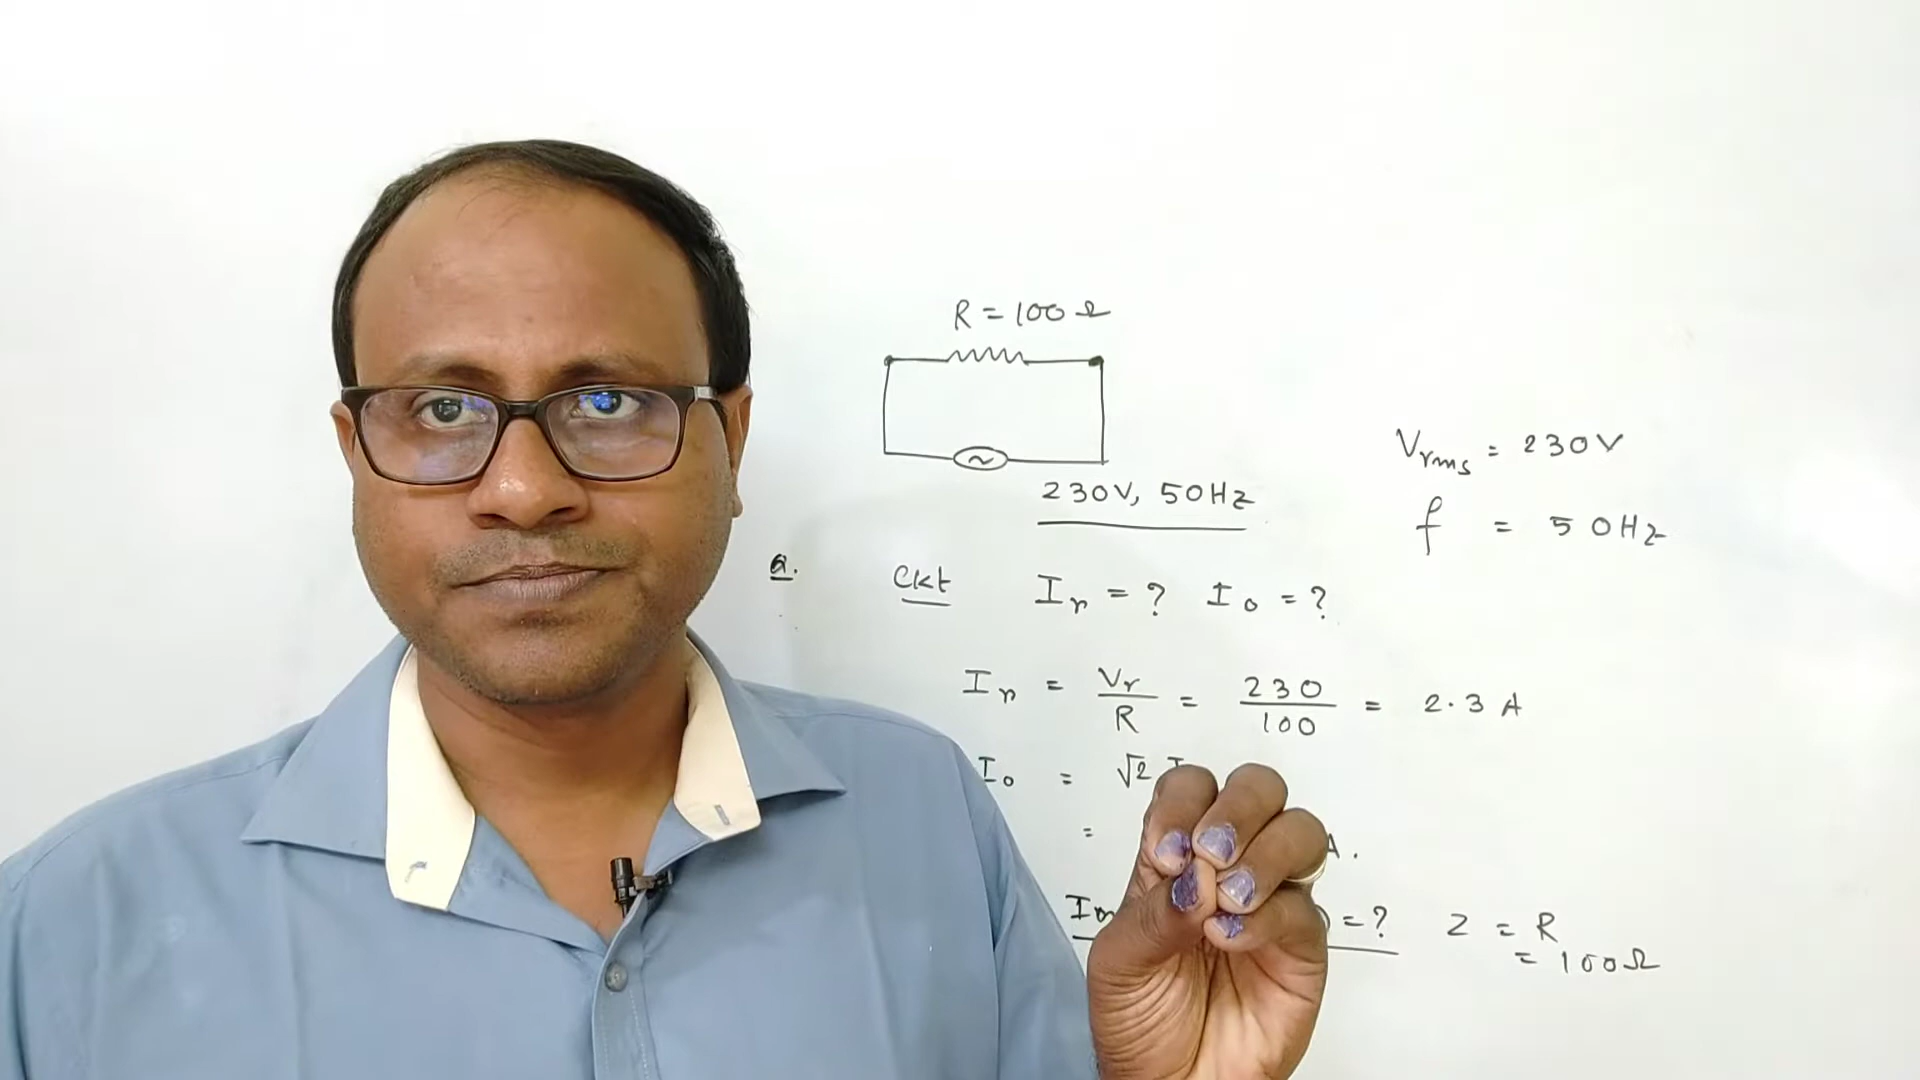 R = 100 Ω
~
230V, 50Hz
Vrms = 230V
f = 50Hz
a. Ckt Ir = ? I0 = ?
Ir = Vr/R = 230/100 = 2.3 A
I0 = √2
= A.
= ? Z = R
= 100Ω